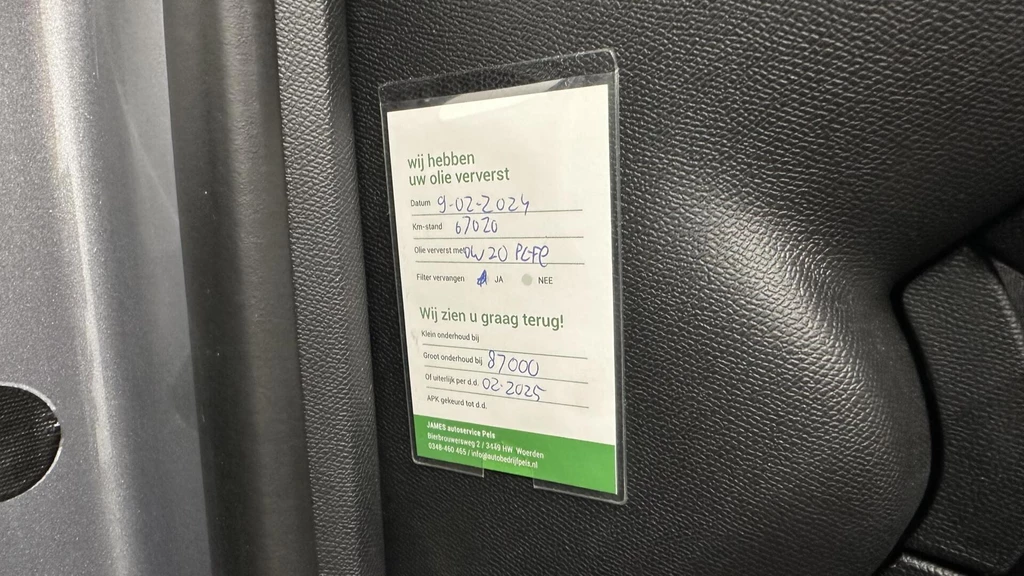 wij hebben
uw olie ververst
Datum 9-02-2024
Km-stand 67020
Olie ververst met 0W20 PCFE
Filter vervangen JA NEE
Wij zien u graag terug!
Klein onderhoud bij
Groot onderhoud bij 87000
Of uiterlijk per d.d. 02-2025
APK gekeurd tot d.d.
JAMES autoservice Pels
Bierbrouwersweg 2 / 3449 HW Woerden
0348-460 465 / info@autobedrijfpels.nl